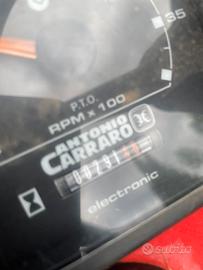 35
P.T.O.
RPM x 100
ANTONIO
CARRARO
electronic
Subito